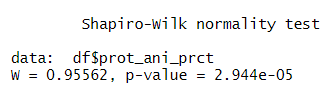 Shapiro-Wilk normality test
data:  df$prot_ani_prct
W = 0.95562, p-value = 2.944e-05